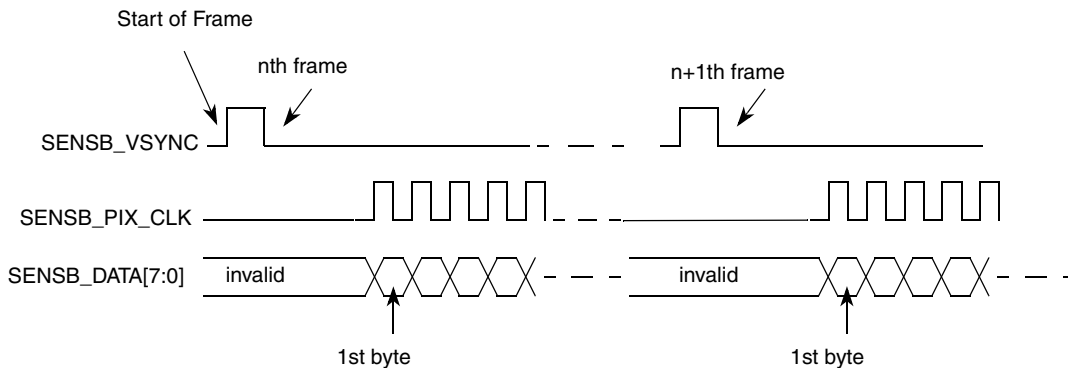 Start of Frame
nth frame
n+1th frame
SENSB_VSYNC
SENSB_PIX_CLK
SENSB_DATA[7:0]
invalid
invalid
1st byte
1st byte